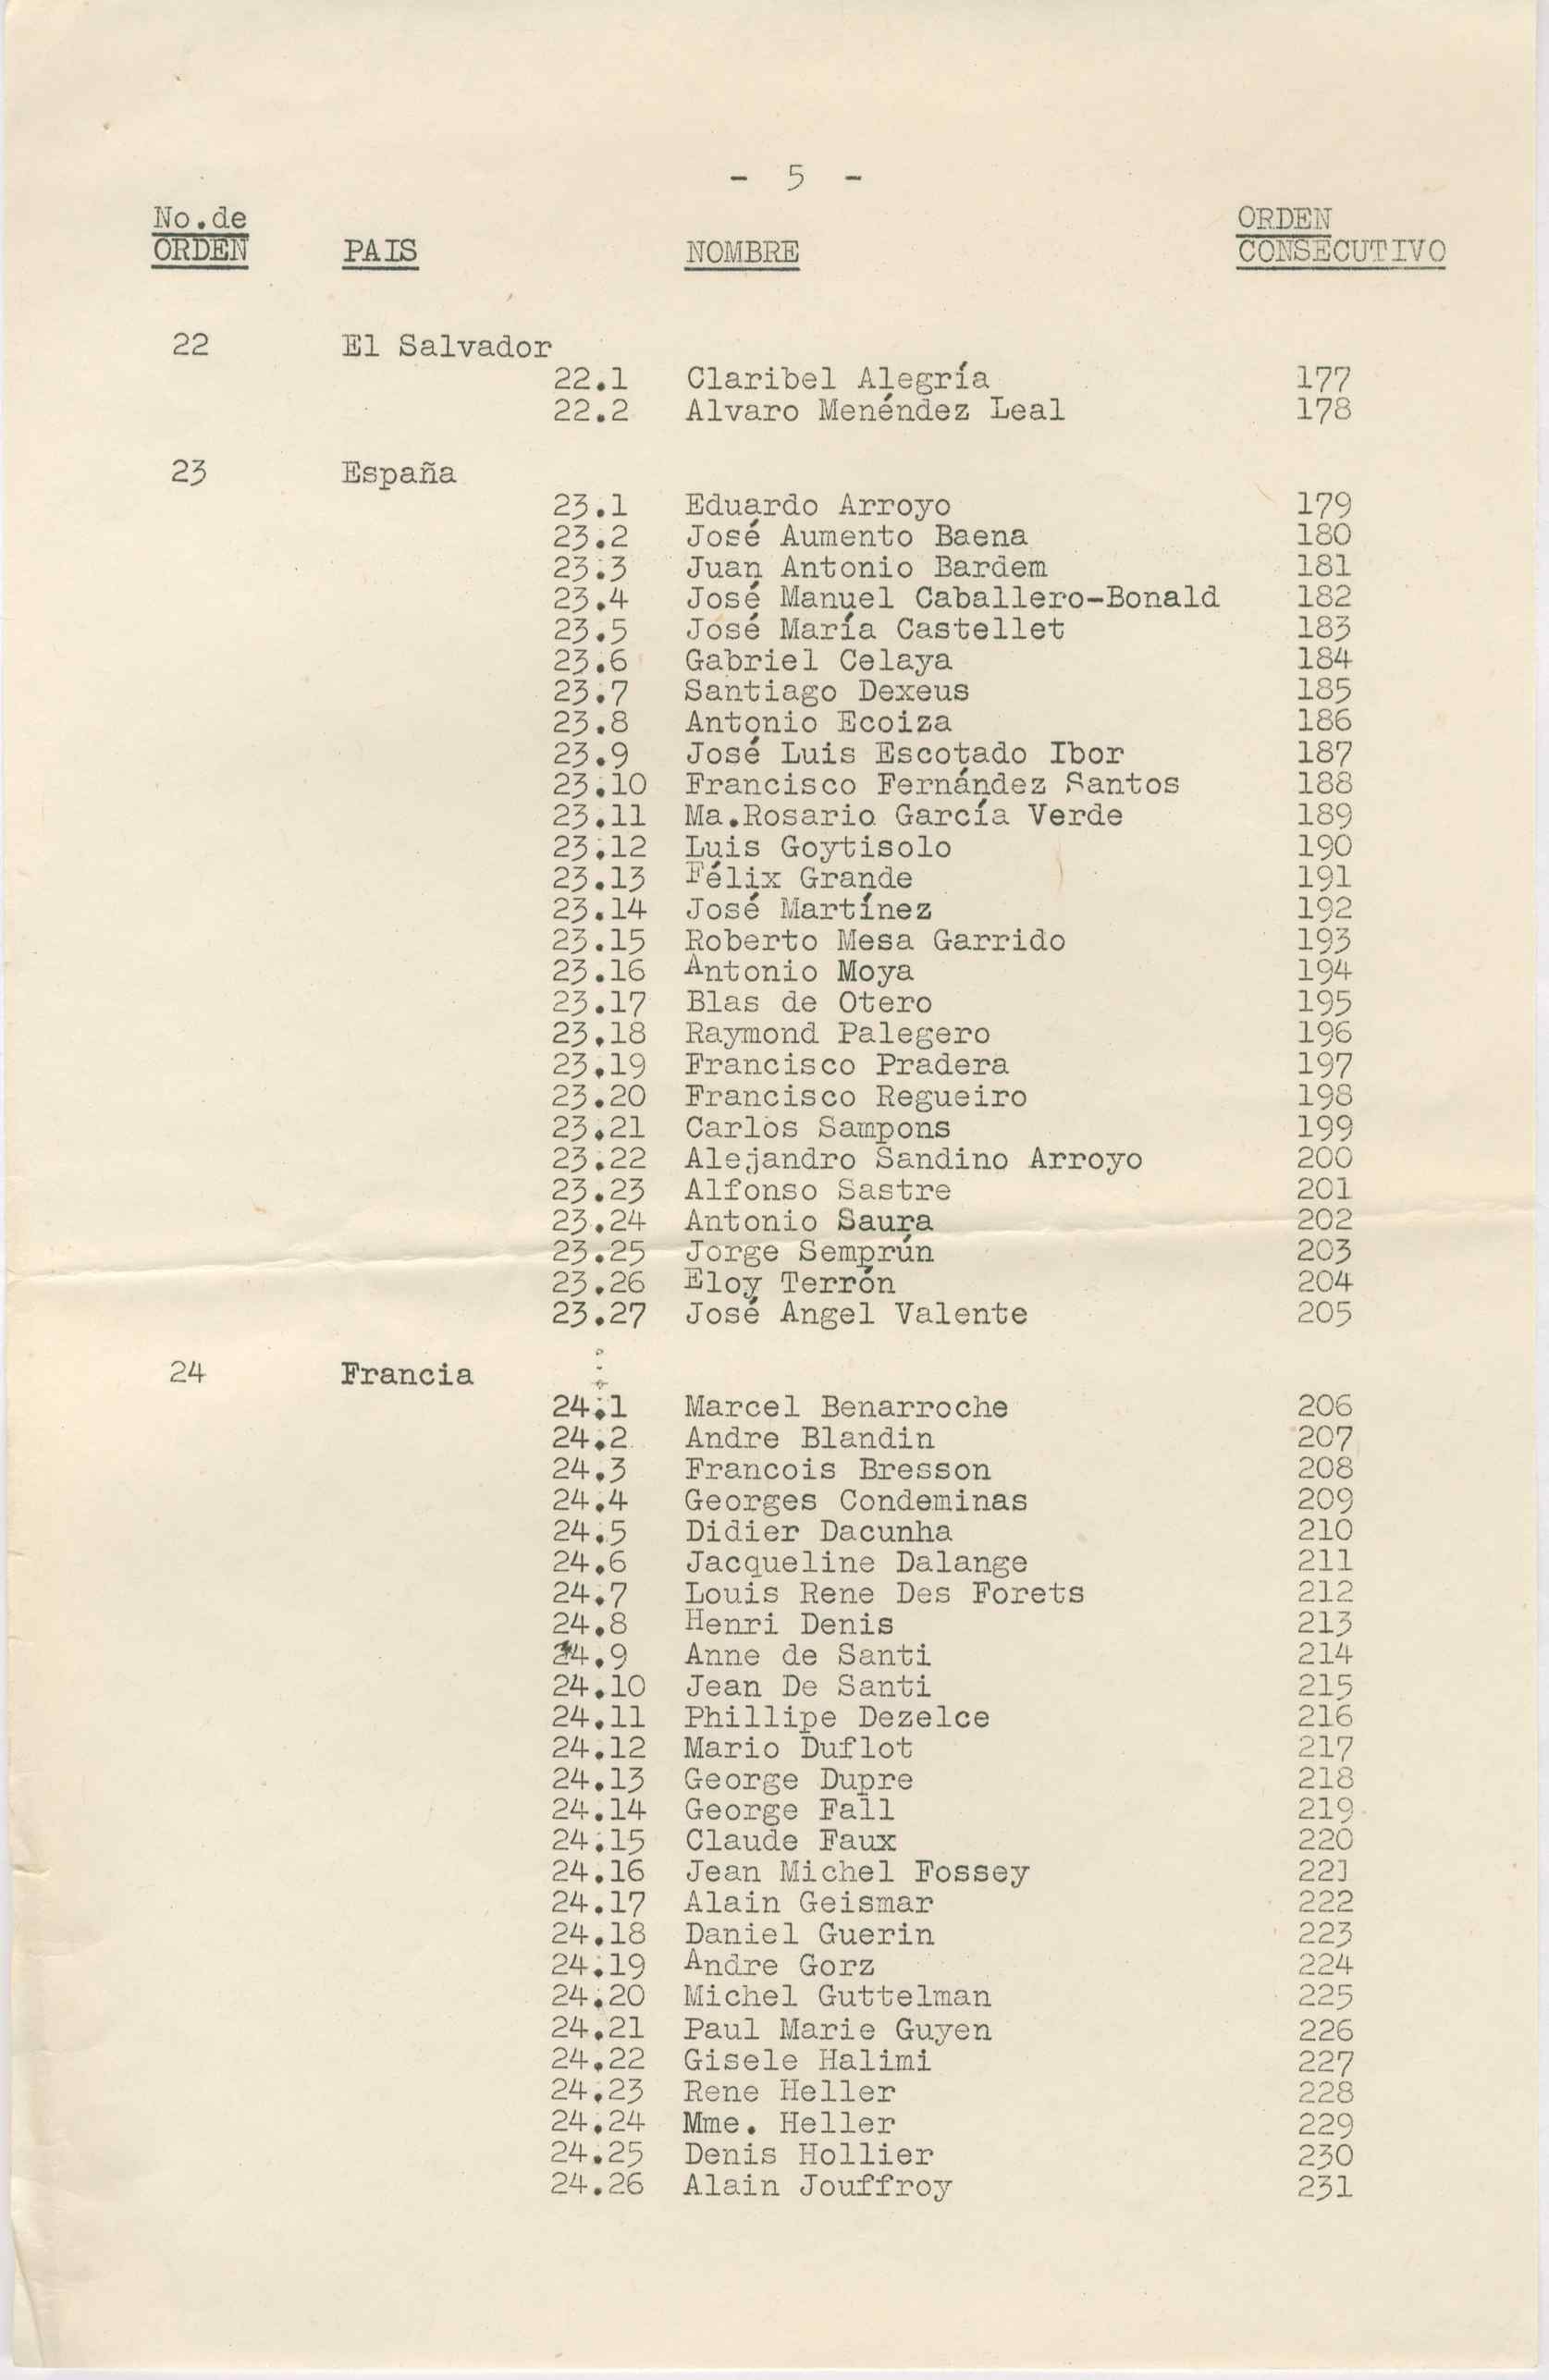 - 5 -
No.de ORDEN
ORDEN PAIS NOMBRE CONSECUTIVO
22 El Salvador
22.1 Claribel Alegría 177
22.2 Alvaro Menéndez Leal 178
23 España
23.1 Eduardo Arroyo 179
23.2 José Aumento Baena 180
23.3 Juan Antonio Bardem 181
23.4 José Manuel Caballero-Bonald 182
23.5 José María Castellet 183
23.6 Gabriel Celaya 184
23.7 Santiago Dexeus 185
23.8 Antonio Ecoiza 186
23.9 José Luis Escotado Ibor 187
23.10 Francisco Fernández Santos 188
23.11 Ma.Rosario García Verde 189
23.12 Luis Goytisolo 190
23.13 Félix Grande 191
23.14 José Martínez 192
23.15 Roberto Mesa Garrido 193
23.16 Antonio Moya 194
23.17 Blas de Otero 195
23.18 Raymond Palegero 196
23.19 Francisco Pradera 197
23.20 Francisco Regueiro 198
23.21 Carlos Sampons 199
23.22 Alejandro Sandino Arroyo 200
23.23 Alfonso Sastre 201
23.24 Antonio Saura 202
23.25 Jorge Semprún 203
23.26 Eloy Terrón 204
23.27 José Angel Valente 205
24 Francia
24.1 Marcel Benarroche 206
24.2 Andre Blandin 207
24.3 Francois Bresson 208
24.4 Georges Condeminas 209
24.5 Didier Dacunha 210
24.6 Jacqueline Dalange 211
24.7 Louis Rene Des Forets 212
24.8 Henri Denis 213
24.9 Anne de Santi 214
24.10 Jean De Santi 215
24.11 Phillipe Dezelce 216
24.12 Mario Duflot 217
24.13 George Dupre 218
24.14 George Fall 219
24.15 Claude Faux 220
24.16 Jean Michel Fossey 221
24.17 Alain Geismar 222
24.18 Daniel Guerin 223
24.19 Andre Gorz 224
24.20 Michel Guttelman 225
24.21 Paul Marie Guyen 226
24.22 Gisele Halimi 227
24.23 Rene Heller 228
24.24 Mme. Heller 229
24.25 Denis Hollier 230
24.26 Alain Jouffroy 231